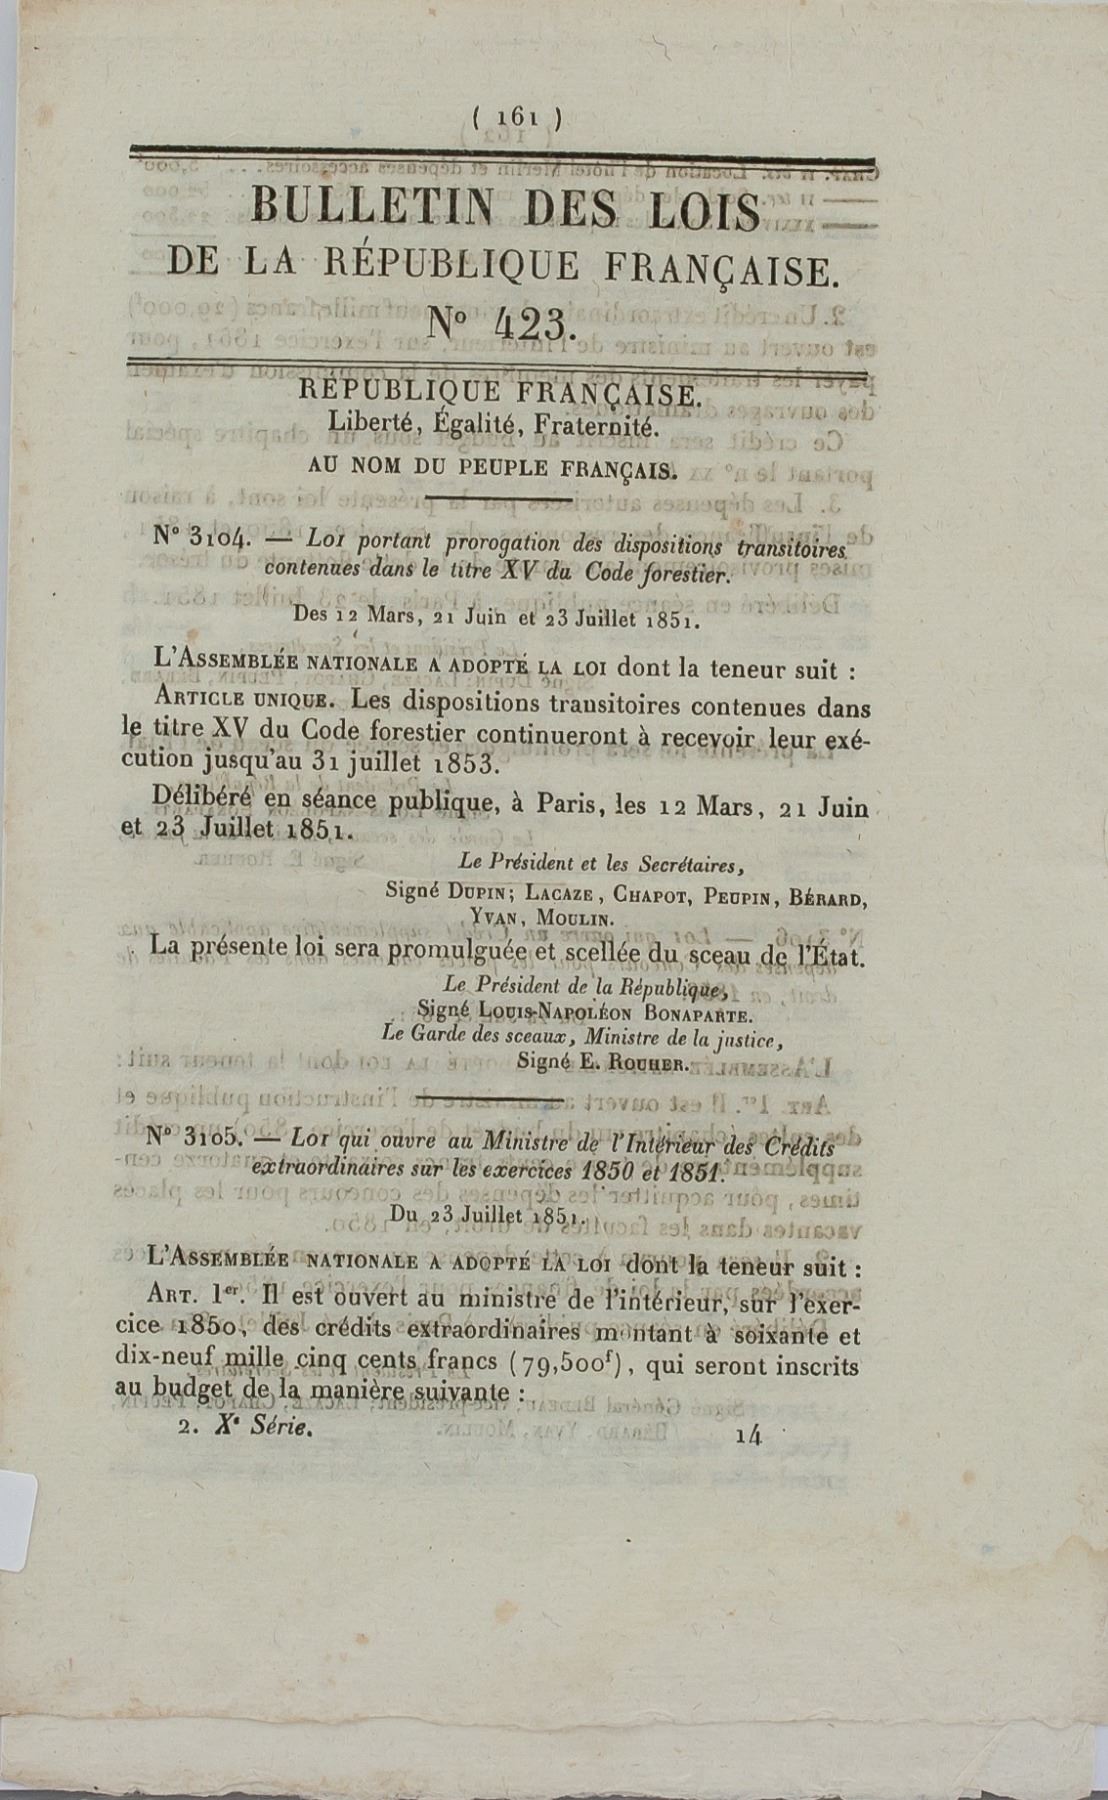 ( 161 )
BULLETIN DES LOIS
DE LA RÉPUBLIQUE FRANÇAISE.
N° 423.
RÉPUBLIQUE FRANÇAISE.
Liberté, Égalité, Fraternité.
AU NOM DU PEUPLE FRANÇAIS.
N° 3104. — LOI portant prorogation des dispositions transitoires
contenues dans le titre XV du Code forestier.
Des 12 Mars, 21 Juin et 23 Juillet 1851.
L'ASSEMBLÉE NATIONALE A ADOPTÉ LA LOI dont la teneur suit :
ARTICLE UNIQUE. Les dispositions transitoires contenues dans
le titre XV du Code forestier continueront à recevoir leur exé-
cution jusqu'au 31 juillet 1853.
Délibéré en séance publique, à Paris, les 12 Mars, 21 Juin
et 23 Juillet 1851.
Le Président et les Secrétaires,
Signé DUPIN; LACAZE, CHAPOT, PEUPIN, BÉRARD,
YVAN, MOULIN.
La présente loi sera promulguée et scellée du sceau de l'État.
Le Président de la République,
Signé LOUIS-NAPOLÉON BONAPARTE.
Le Garde des sceaux, Ministre de la justice,
Signé E. ROUHER.
N° 3105. — LOI qui ouvre au Ministre de l'Intérieur des Crédits
extraordinaires sur les exercices 1850 et 1851.
Du 23 Juillet 1851.
L'ASSEMBLÉE NATIONALE A ADOPTÉ LA LOI dont la teneur suit :
ART. 1er. Il est ouvert au ministre de l'intérieur, sur l'exer-
cice 1850, des crédits extraordinaires montant à soixante et
dix-neuf mille cinq cents francs (79,500f), qui seront inscrits
au budget de la manière suivante :
2. Xe Série. 14